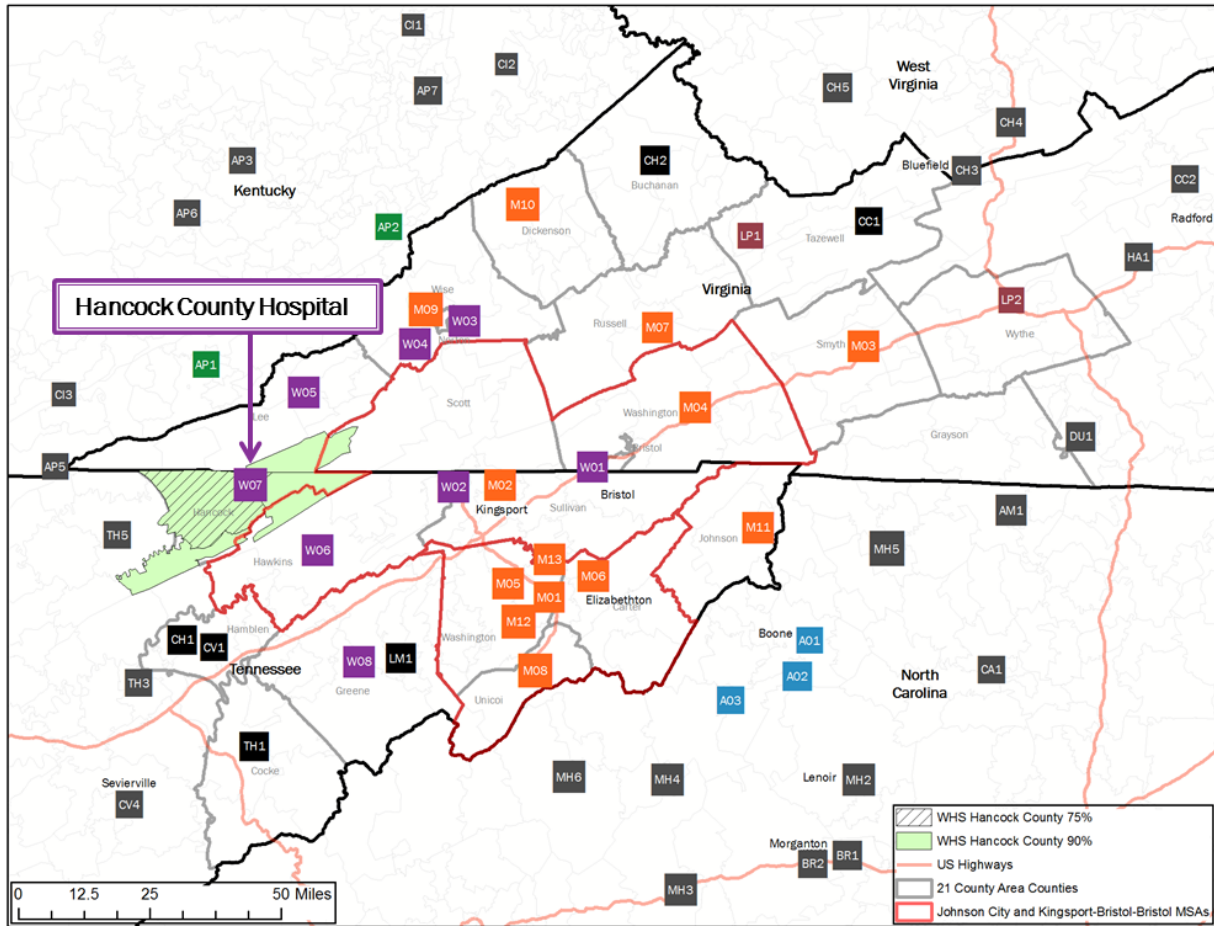 CI1
CI2
West
Virginia
AP7
CH5
CH4
AP3
Kentucky
CH2
Buchanan
Bluefield
CH3
CC2
Radford
AP6
M10
Dickenson
AP2
LP1
CC1
Tazewell
HA1
Hancock County Hospital
Wise
M09
W03
Virginia
LP2
Wythe
W04
Russell
M07
Smyth
M03
AP1
CI3
W05
Lee
Scott
Washington
M04
Bristol
Grayson
DU1
AP5
W07
Hancock
W02
M02
Kingsport
W01
Bristol
Sullivan
AM1
TH5
Hawkins
W06
Johnson
M11
MH5
M13
M05
M06
M01
Elizabethton
Carter
M12
Washington
Hamblen
CH1
CV1
Tennessee
W08
LM1
Greene
M08
Unicoi
Boone
AO1
AO2
AO3
North
Carolina
CA1
TH3
TH1
Cocke
Sevierville
CV4
MH6
MH4
Lenoir
MH2
Morganton
BR2
BR1
MH3
0 12.5 25 50 Miles
WHS Hancock County 75%
WHS Hancock County 90%
US Highways
21 County Area Counties
Johnson City and Kingsport-Bristol-Bristol MSAs